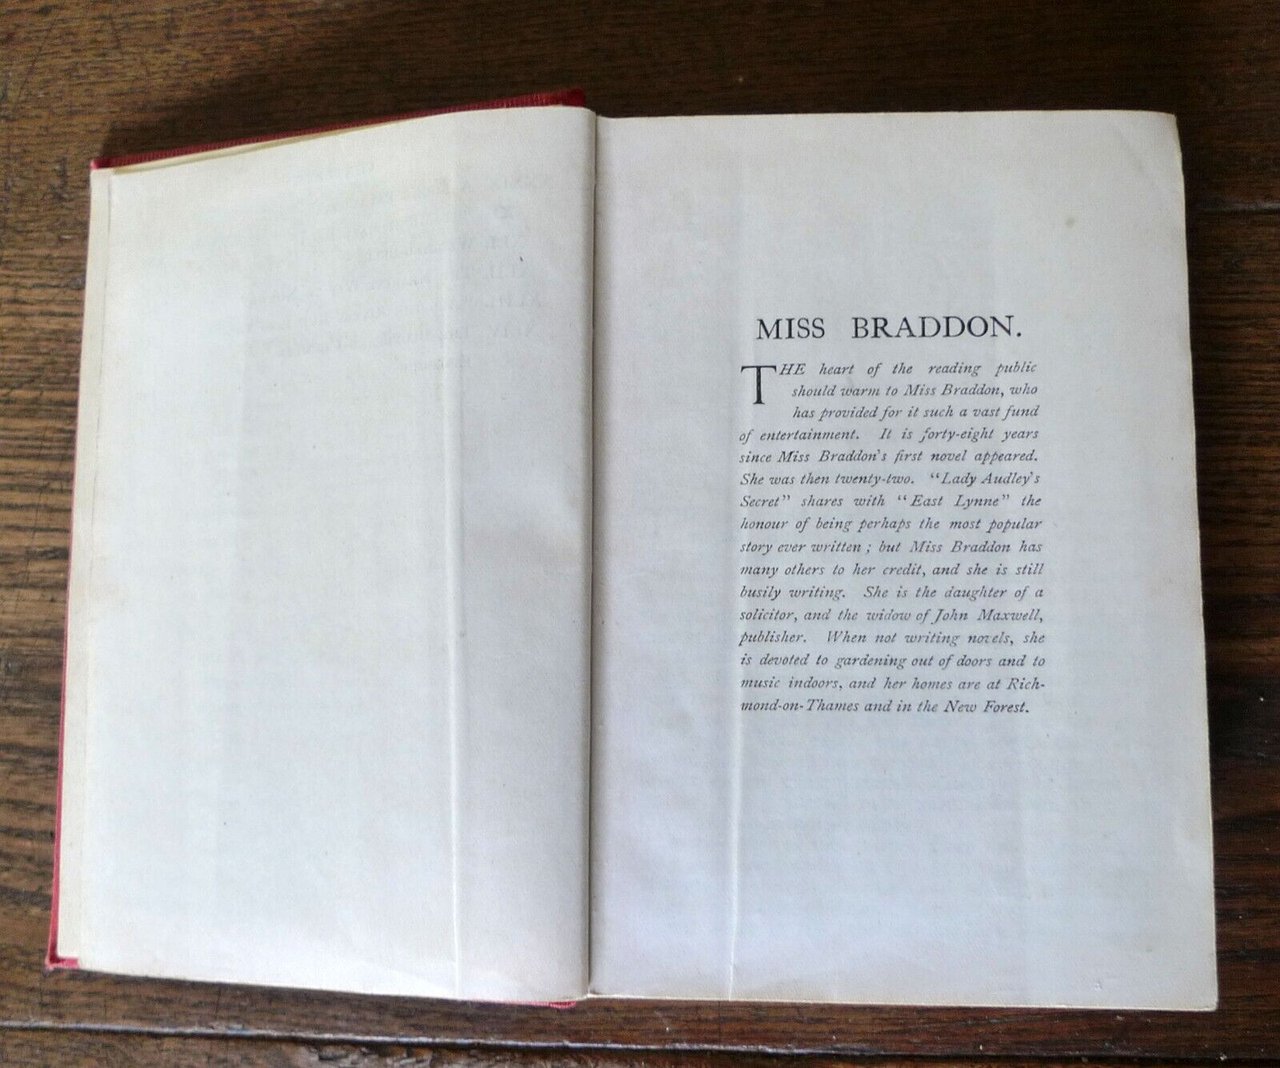 MISS BRADDON.
THE heart of the reading public
should warm to Miss Braddon, who
has provided for it such a vast fund
of entertainment. It is forty-eight years
since Miss Braddon's first novel appeared.
She was then twenty-two. "Lady Audley's
Secret" shares with "East Lynne" the
honour of being perhaps the most popular
story ever written; but Miss Braddon has
many others to her credit, and she is still
busily writing. She is the daughter of a
solicitor, and the widow of John Maxwell,
publisher. When not writing novels, she
is devoted to gardening out of doors and to
music indoors, and her homes are at Rich-
mond-on-Thames and in the New Forest.